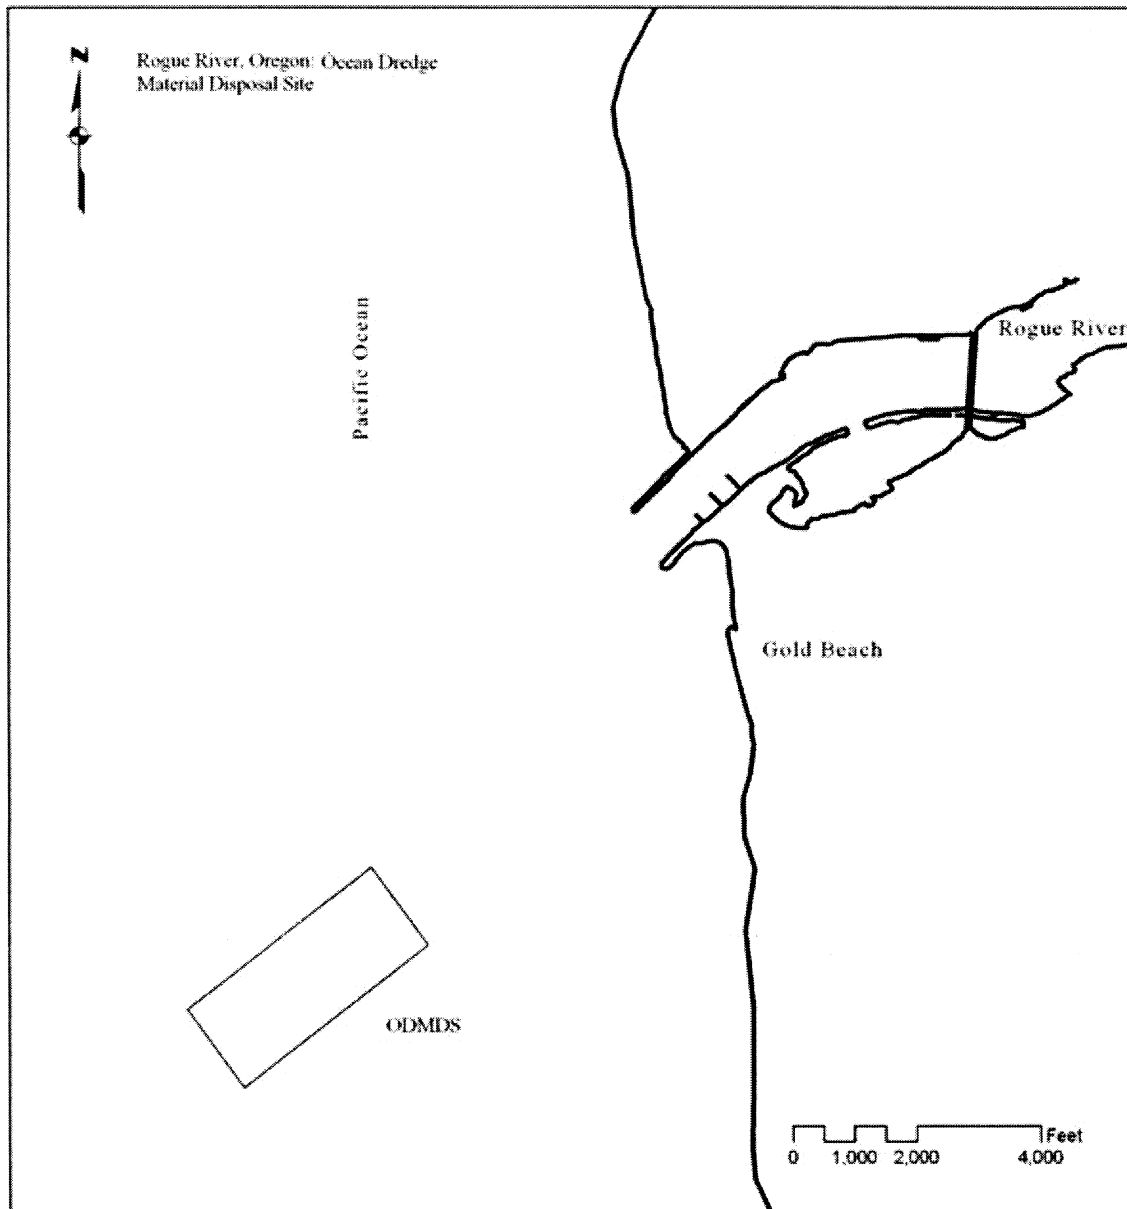 N
Rogue River, Oregon: Ocean Dredge
Material Disposal Site
Pacific Ocean
Rogue River
Gold Beach
ODMDS
Feet
0 1,000 2,000 4,000